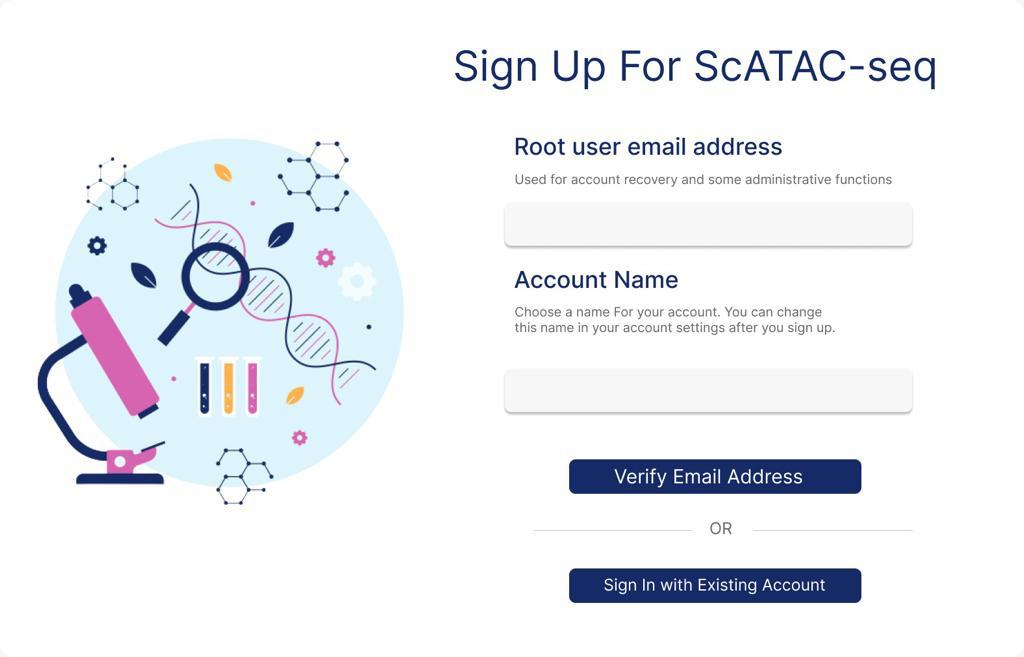 Sign Up For ScATAC-seq
Root user email address
Used for account recovery and some administrative functions
Account Name
Choose a name For your account. You can change
this name in your account settings after you sign up.
Verify Email Address
OR
Sign In with Existing Account